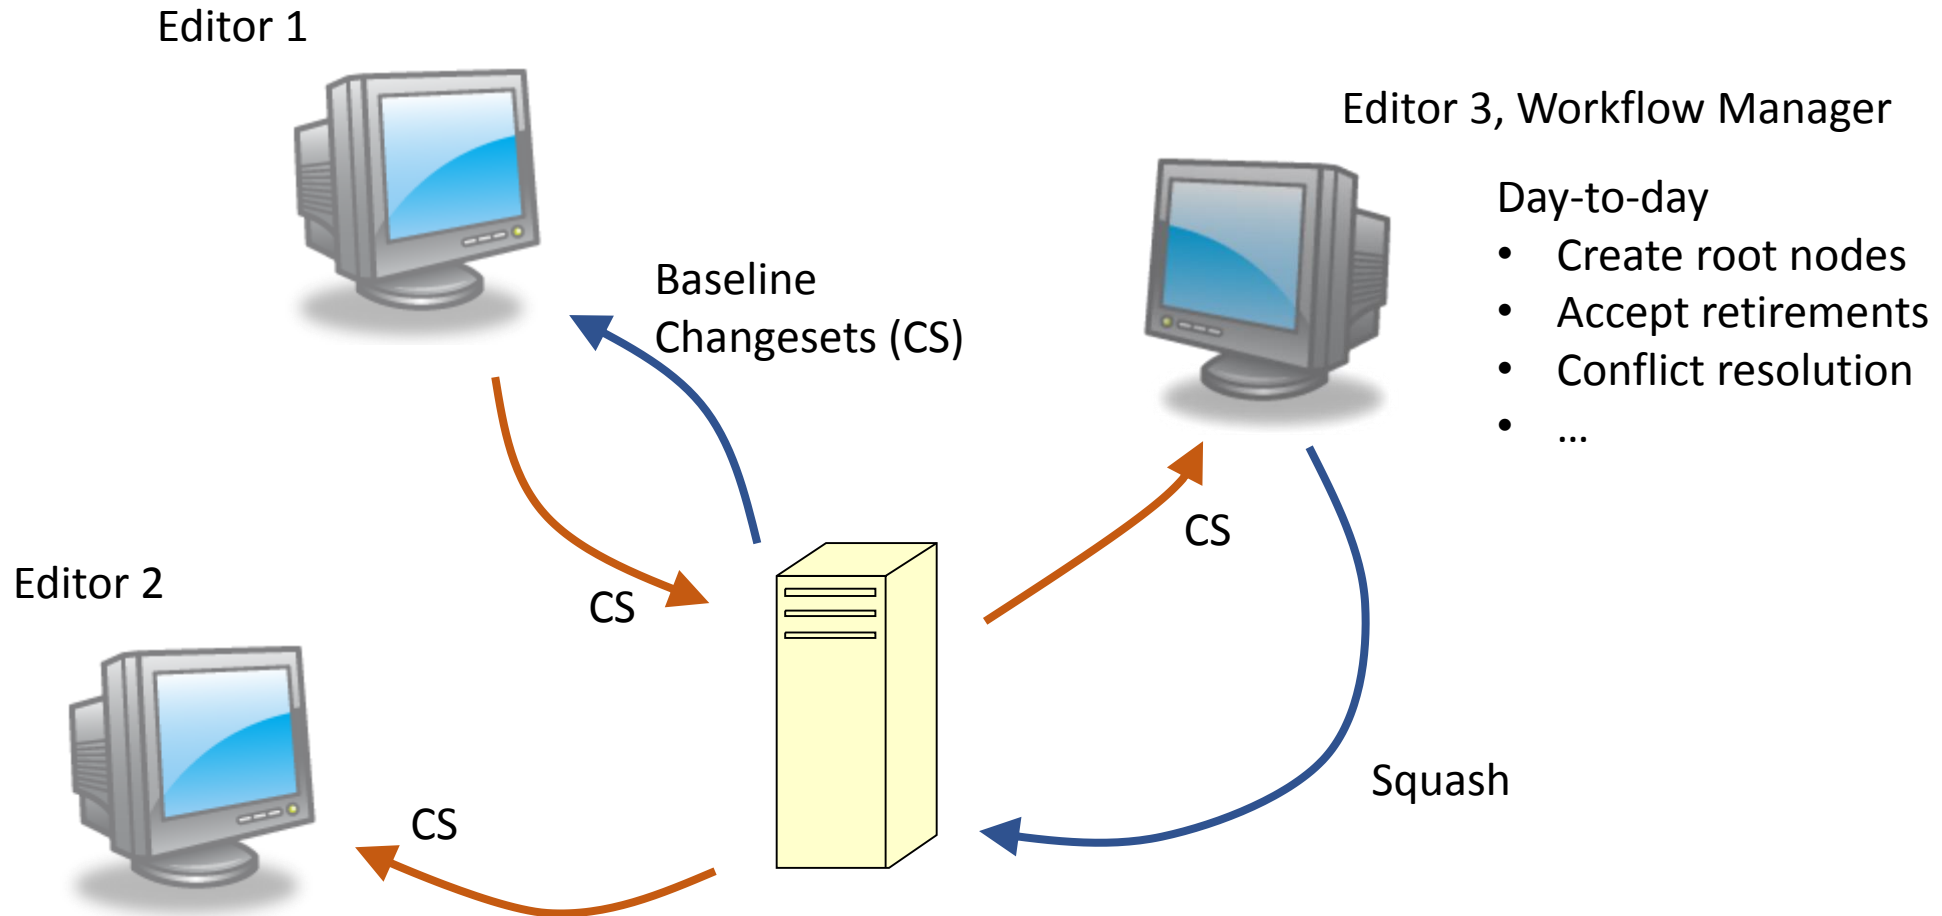 Editor 1
Editor 3, Workflow Manager
Day-to-day
• Create root nodes
• Accept retirements
• Conflict resolution
• ...
Baseline
Changesets (CS)
CS
CS
Editor 2
CS
Squash